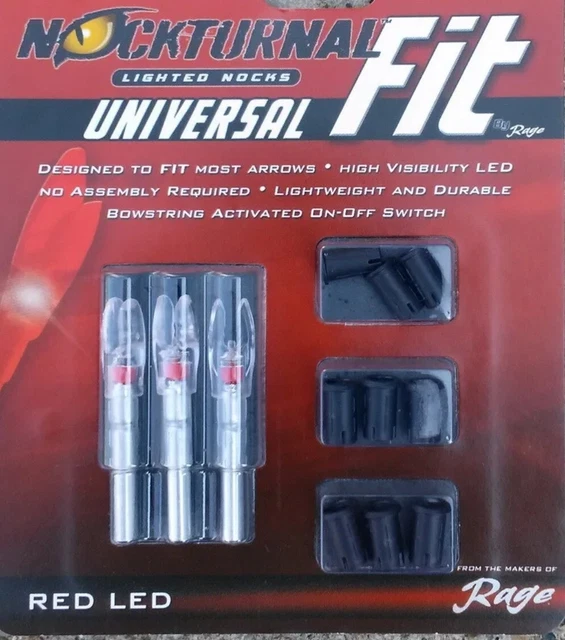 NOCKTURNAL™
LIGHTED NOCKS
UNIVERSAL Fit
By Rage
DESIGNED TO FIT MOST ARROWS • HIGH VISIBILITY LED
NO ASSEMBLY REQUIRED • LIGHTWEIGHT AND DURABLE
BOWSTRING ACTIVATED ON-OFF SWITCH
FROM THE MAKERS OF
Rage
RED LED